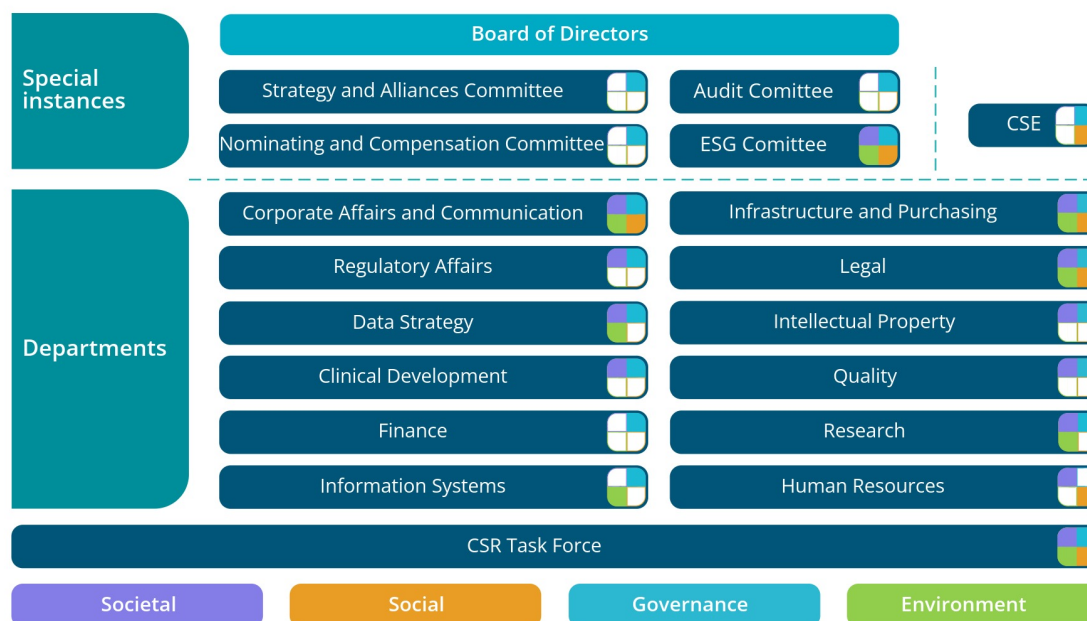 Special
instances
Board of Directors
Strategy and Alliances Committee
Audit Comittee
Nominating and Compensation Committee
ESG Comittee
CSE
Departments
Corporate Affairs and Communication
Infrastructure and Purchasing
Regulatory Affairs
Legal
Data Strategy
Intellectual Property
Clinical Development
Quality
Finance
Research
Information Systems
Human Resources
CSR Task Force
Societal
Social
Governance
Environment